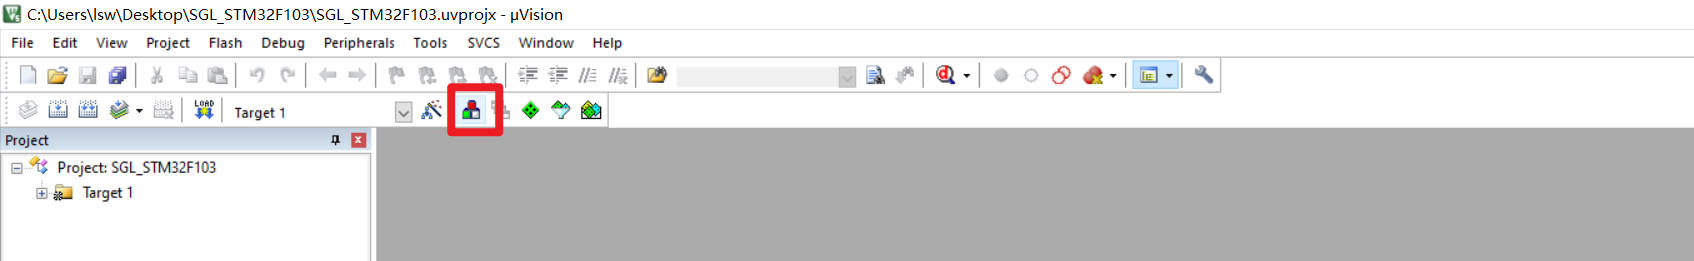 C:\Users\lsw\Desktop\SGL_STM32F103\SGL_STM32F103.uvprojx - µVision
File Edit View Project Flash Debug Peripherals Tools SVCS Window Help
LOAD Target 1
Project
Project: SGL_STM32F103
Target 1